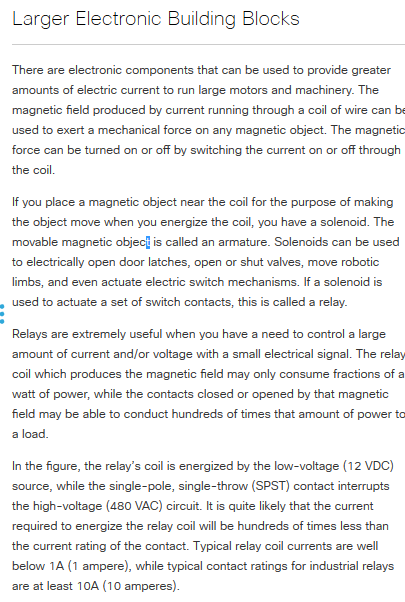 Larger Electronic Building Blocks
There are electronic components that can be used to provide greater
amounts of electric current to run large motors and machinery. The
magnetic field produced by current running through a coil of wire can be
used to exert a mechanical force on any magnetic object. The magnetic
force can be turned on or off by switching the current on or off through
the coil.
If you place a magnetic object near the coil for the purpose of making
the object move when you energize the coil, you have a solenoid. The
movable magnetic object is called an armature. Solenoids can be used
to electrically open door latches, open or shut valves, move robotic
limbs, and even actuate electric switch mechanisms. If a solenoid is
used to actuate a set of switch contacts, this is called a relay.
Relays are extremely useful when you have a need to control a large
amount of current and/or voltage with a small electrical signal. The relay
coil which produces the magnetic field may only consume fractions of a
watt of power, while the contacts closed or opened by that magnetic
field may be able to conduct hundreds of times that amount of power to
a load.
In the figure, the relay’s coil is energized by the low-voltage (12 VDC)
source, while the single-pole, single-throw (SPST) contact interrupts
the high-voltage (480 VAC) circuit. It is quite likely that the current
required to energize the relay coil will be hundreds of times less than
the current rating of the contact. Typical relay coil currents are well
below 1A (1 ampere), while typical contact ratings for industrial relays
are at least 10A (10 amperes).